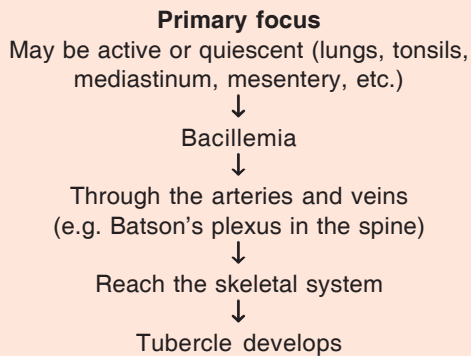 Primary focus
May be active or quiescent (lungs, tonsils,
mediastinum, mesentery, etc.)
↓
Bacillemia
↓
Through the arteries and veins
(e.g. Batson's plexus in the spine)
↓
Reach the skeletal system
↓
Tubercle develops